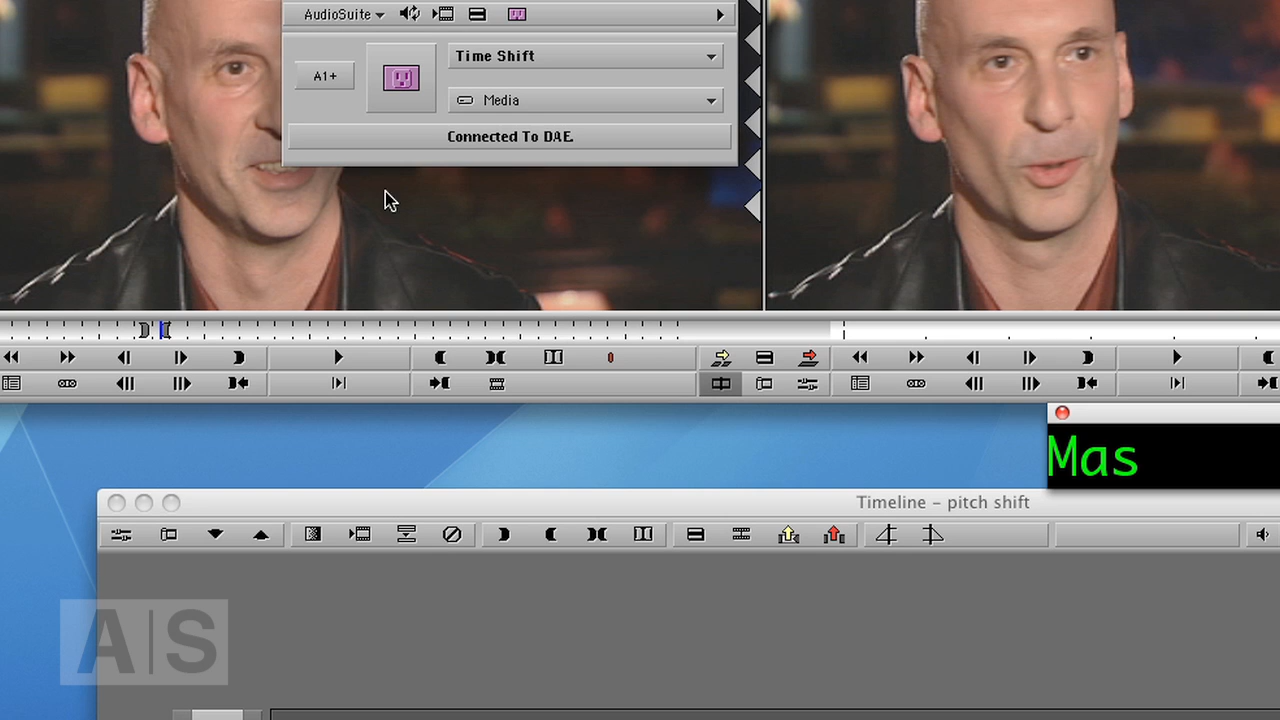 AudioSuite
Time Shift
A1+
Media
Connected To DAE.
Mas
Timeline – pitch shift
A|S